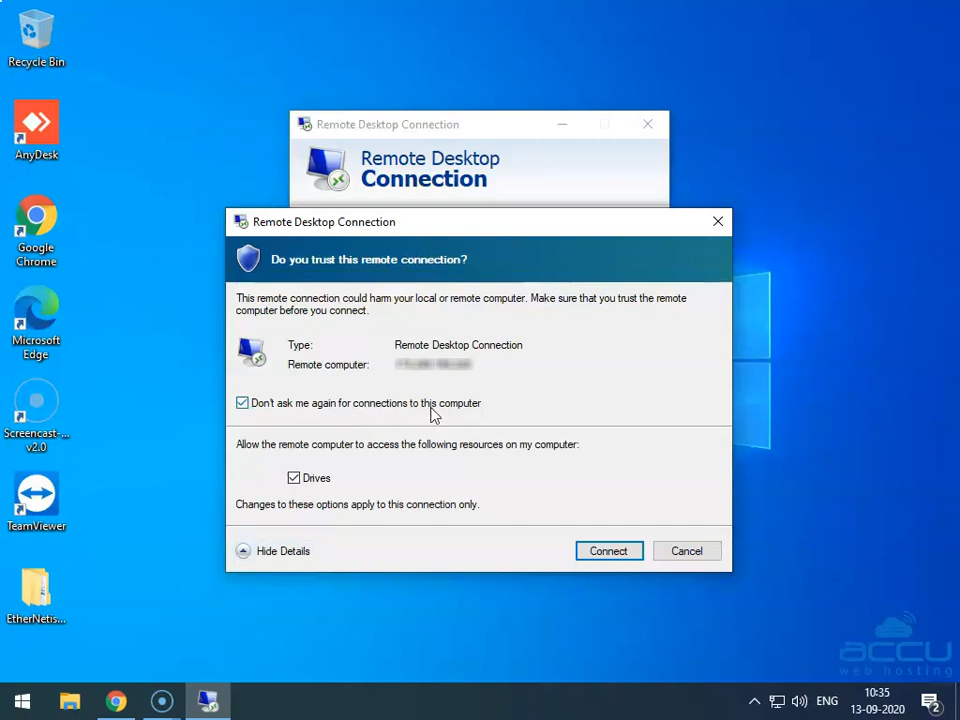 Recycle Bin
AnyDesk
Google
Chrome
Microsoft
Edge
Screencast-...
v2.0
TeamViewer
EtherNetis...
Remote Desktop Connection
Remote Desktop
Connection
Remote Desktop Connection
Do you trust this remote connection?
This remote connection could harm your local or remote computer. Make sure that you trust the remote
computer before you connect.
Type: Remote Desktop Connection
Remote computer:
Don't ask me again for connections to this computer
Allow the remote computer to access the following resources on my computer:
Drives
Changes to these options apply to this connection only.
Hide Details
Connect
Cancel
accu
web hosting
ENG
10:35
13-09-2020
2